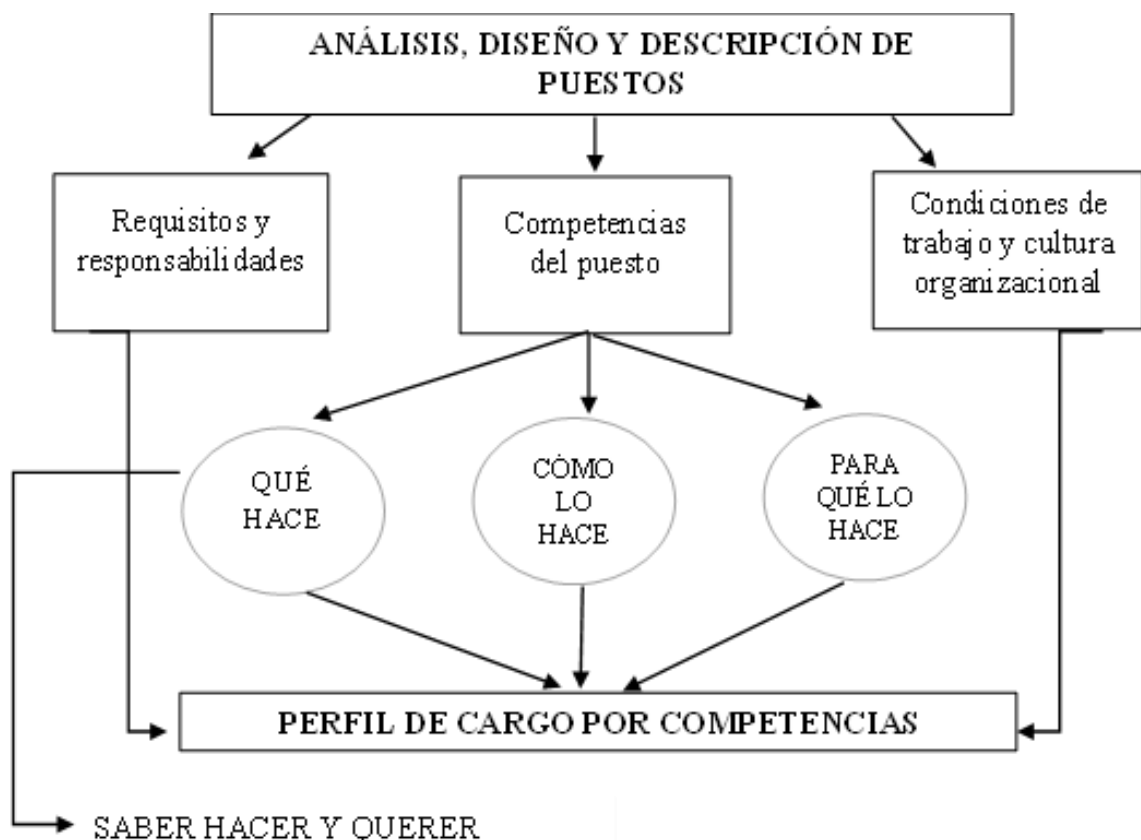 ANÁLISIS, DISEÑO Y DESCRIPCIÓN DE
PUESTOS
Requisitos y
responsabilidades
Competencias
del puesto
Condiciones de
trabajo y cultura
organizacional
QUÉ
HACE
CÓMO
LO
HACE
PARA
QUÉ LO
HACE
PERFIL DE CARGO POR COMPETENCIAS
SABER HACER Y QUERER